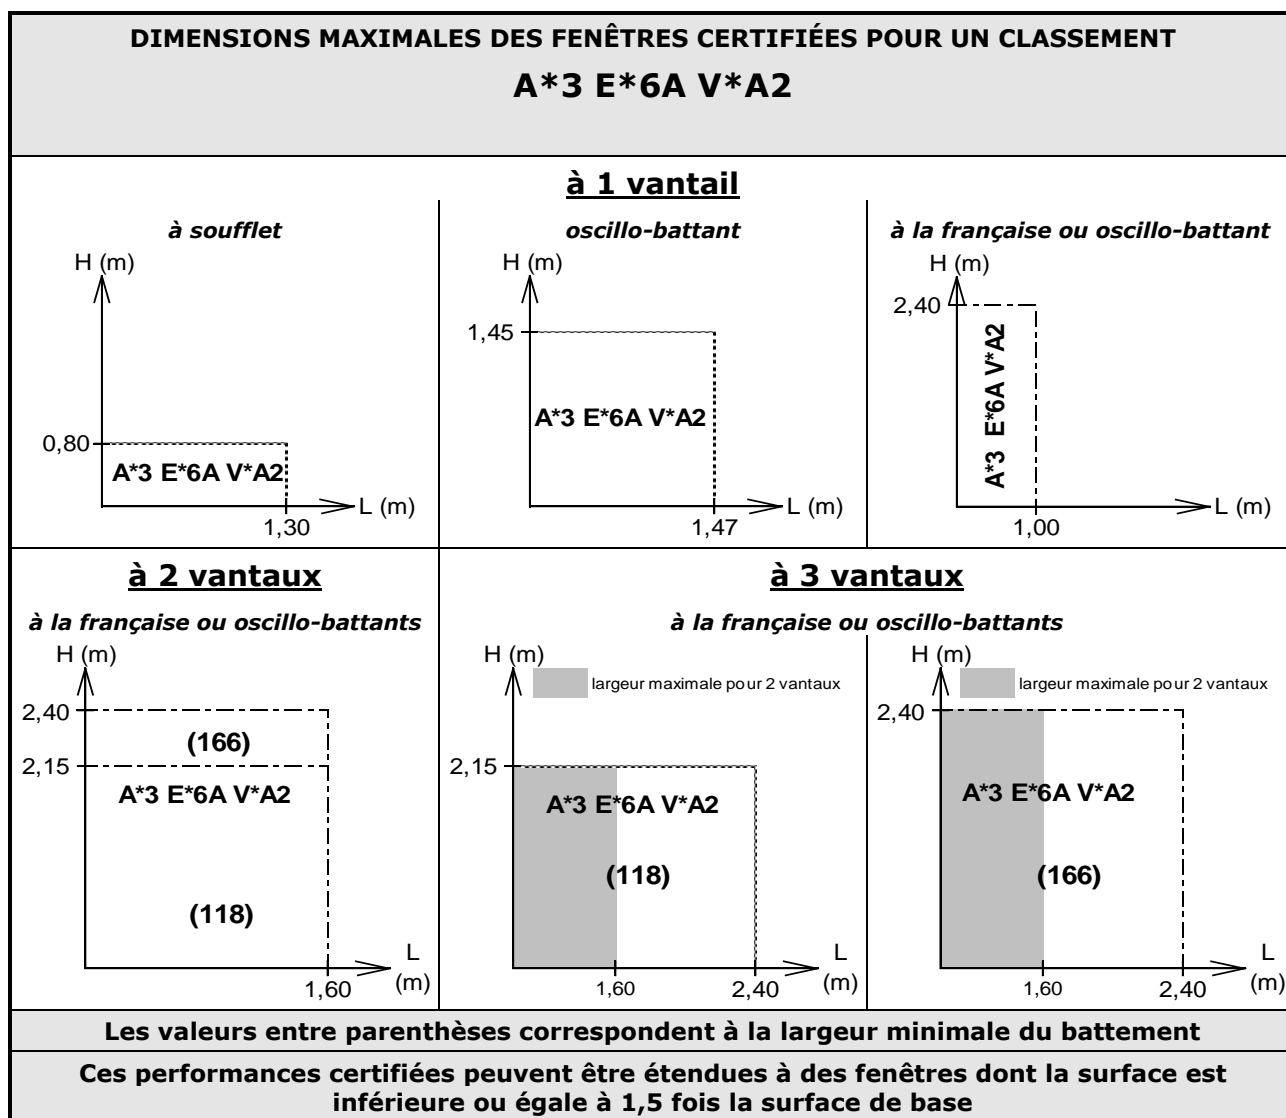 DIMENSIONS MAXIMALES DES FENÊTRES CERTIFIÉES POUR UN CLASSEMENT
A*3 E*6A V*A2
à 1 vantail
à soufflet
H (m)
0,80
A*3 E*6A V*A2
L (m)
1,30
oscillo-battant
H (m)
1,45
A*3 E*6A V*A2
L (m)
1,47
à la française ou oscillo-battant
H (m)
2,40
A*3 E*6A V*A2
L (m)
1,00
à 2 vantaux
à la française ou oscillo-battants
H (m)
2,40
(166)
2,15
A*3 E*6A V*A2
(118)
L
(m)
1,60
à 3 vantaux
à la française ou oscillo-battants
H (m)
largeur maximale pour 2 vantaux
2,15
A*3 E*6A V*A2
(118)
L
(m)
1,60
2,40
H (m)
largeur maximale pour 2 vantaux
2,40
A*3 E*6A V*A2
(166)
L
(m)
1,60
2,40
Les valeurs entre parenthèses correspondent à la largeur minimale du battement
Ces performances certifiées peuvent être étendues à des fenêtres dont la surface est
inférieure ou égale à 1,5 fois la surface de base